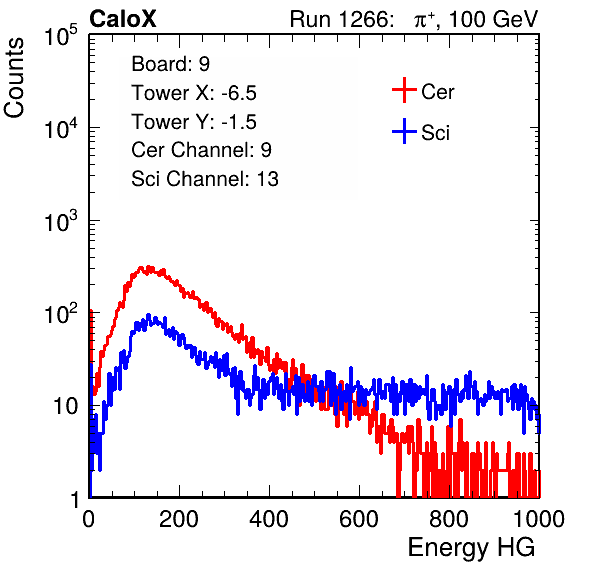 CaloX Run 1266: π⁺, 100 GeV
Counts
10⁵
10⁴
10³
10²
10
1
Board: 9
Tower X: -6.5
Tower Y: -1.5
Cer Channel: 9
Sci Channel: 13
Cer
Sci
0 200 400 600 800 1000
Energy HG